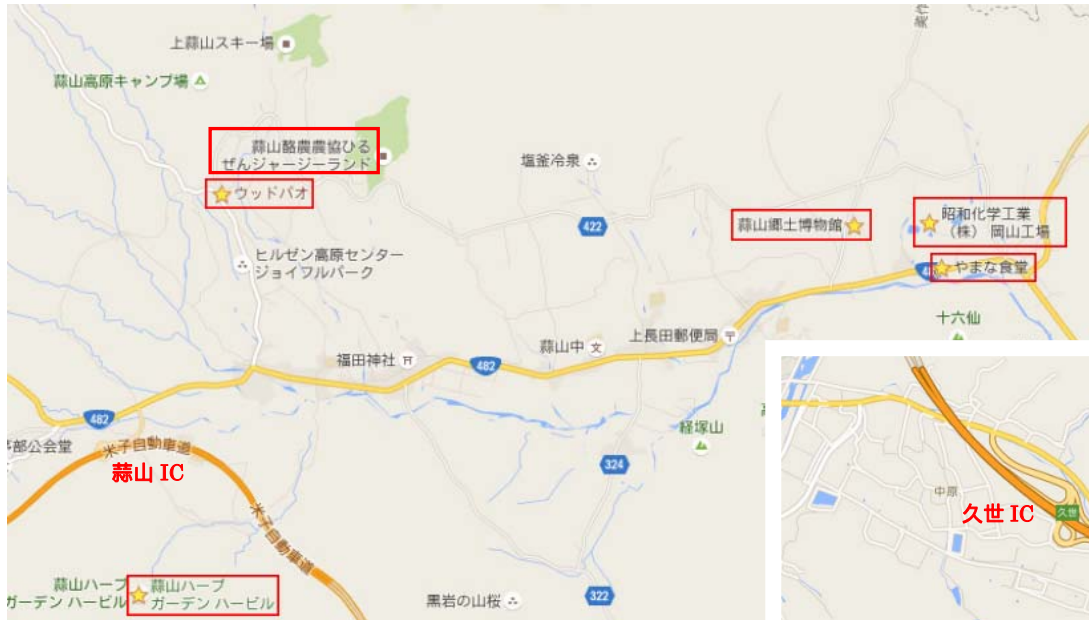 上蒜山スキー場
蒜山高原キャンプ場
蒜山酪農農協ひる
ぜんジャージーランド
ウッドパオ
塩釜冷泉
422
蒜山郷土博物館
昭和化学工業
（株） 岡山工場
482
やまな食堂
ヒルゼン高原センター
ジョイフルパーク
十六仙
上長田郵便局
蒜山中
福田神社
482
482
経塚山
部公会堂
米子自動車道
蒜山 IC
324
米子自動車道
中原
久世 IC
久世
蒜山ハーブ
ガーデン ハービル
蒜山ハーブ
ガーデン ハービル
黒岩の山桜
322